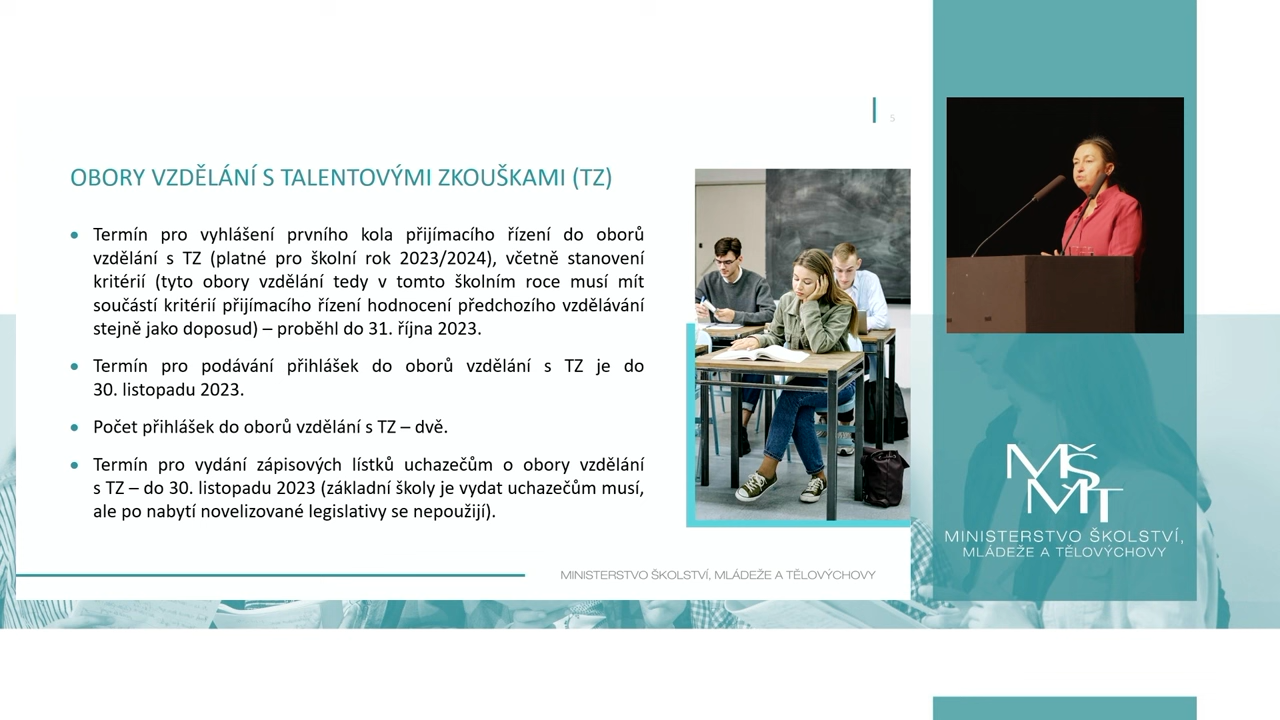 5
OBORY VZDĚLÁNÍ S TALENTOVÝMI ZKOUŠKAMI (TZ)
Termín pro vyhlášení prvního kola přijímacího řízení do oborů
vzdělání s TZ (platné pro školní rok 2023/2024), včetně stanovení
kritérií (tyto obory vzdělání tedy v tomto školním roce musí mít
součástí kritérií přijímacího řízení hodnocení předchozího vzdělávání
stejně jako doposud) – proběhl do 31. října 2023.
Termín pro podávání přihlášek do oborů vzdělání s TZ je do
30. listopadu 2023.
Počet přihlášek do oborů vzdělání s TZ – dvě.
Termín pro vydání zápisových lístků uchazečům o obory vzdělání
s TZ – do 30. listopadu 2023 (základní školy je vydat uchazečům musí,
ale po nabytí novelizované legislativy se nepoužijí).
MINISTERSTVO ŠKOLSTVÍ, MLÁDEŽE A TĚLOVÝCHOVY
MŠ
MT
MINISTERSTVO ŠKOLSTVÍ,
MLÁDEŽE A TĚLOVÝCHOVY